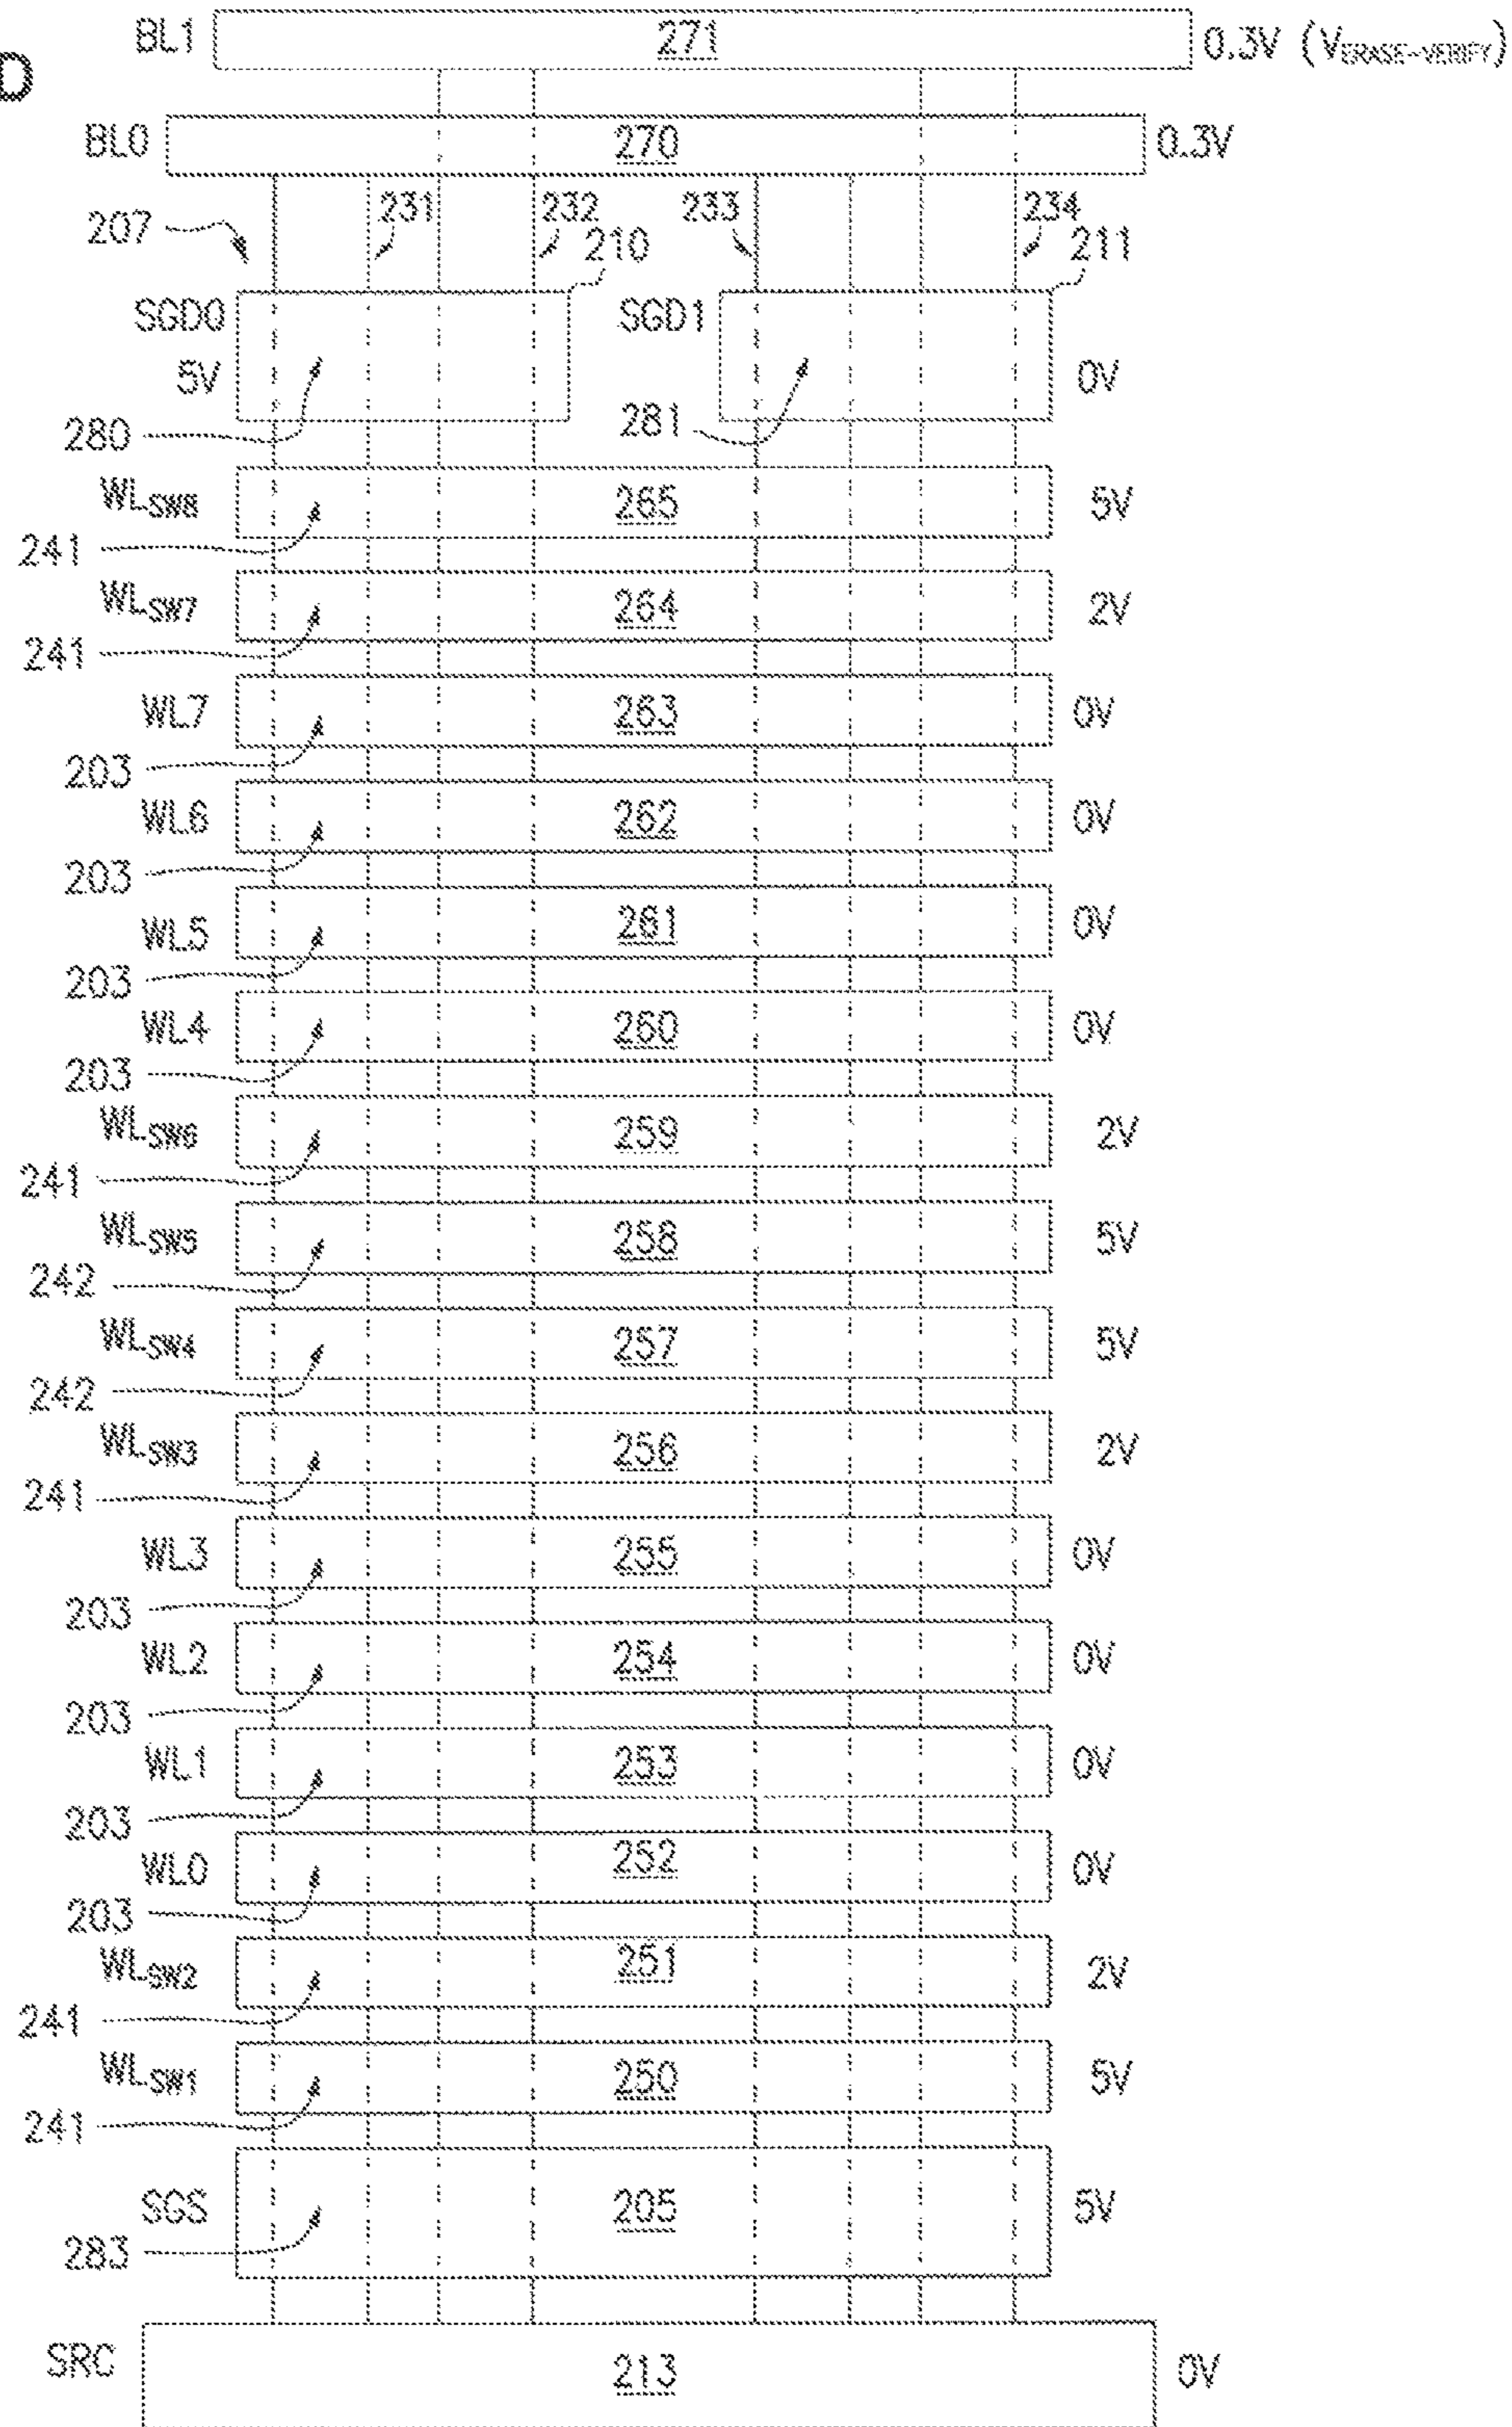 D
BL1 271 0.3V (VERASE-VERIFY)
BL0 270 0.3V
207 231 232 233 234
210 211
SGD0 SGD1
5V 0V
280 281
WLSW8 265 5V
241
WLSW7 264 2V
241
WL7 263 0V
203
WL6 262 0V
203
WL5 261 0V
203
WL4 260 0V
203
WLSW6 259 2V
241
WLSW5 258 5V
242
WLSW4 257 5V
242
WLSW3 256 2V
241
WL3 255 0V
203
WL2 254 0V
203
WL1 253 0V
203
WL0 252 0V
203
WLSW2 251 2V
241
WLSW1 250 5V
241
SGS 205 5V
283
SRC 213 0V